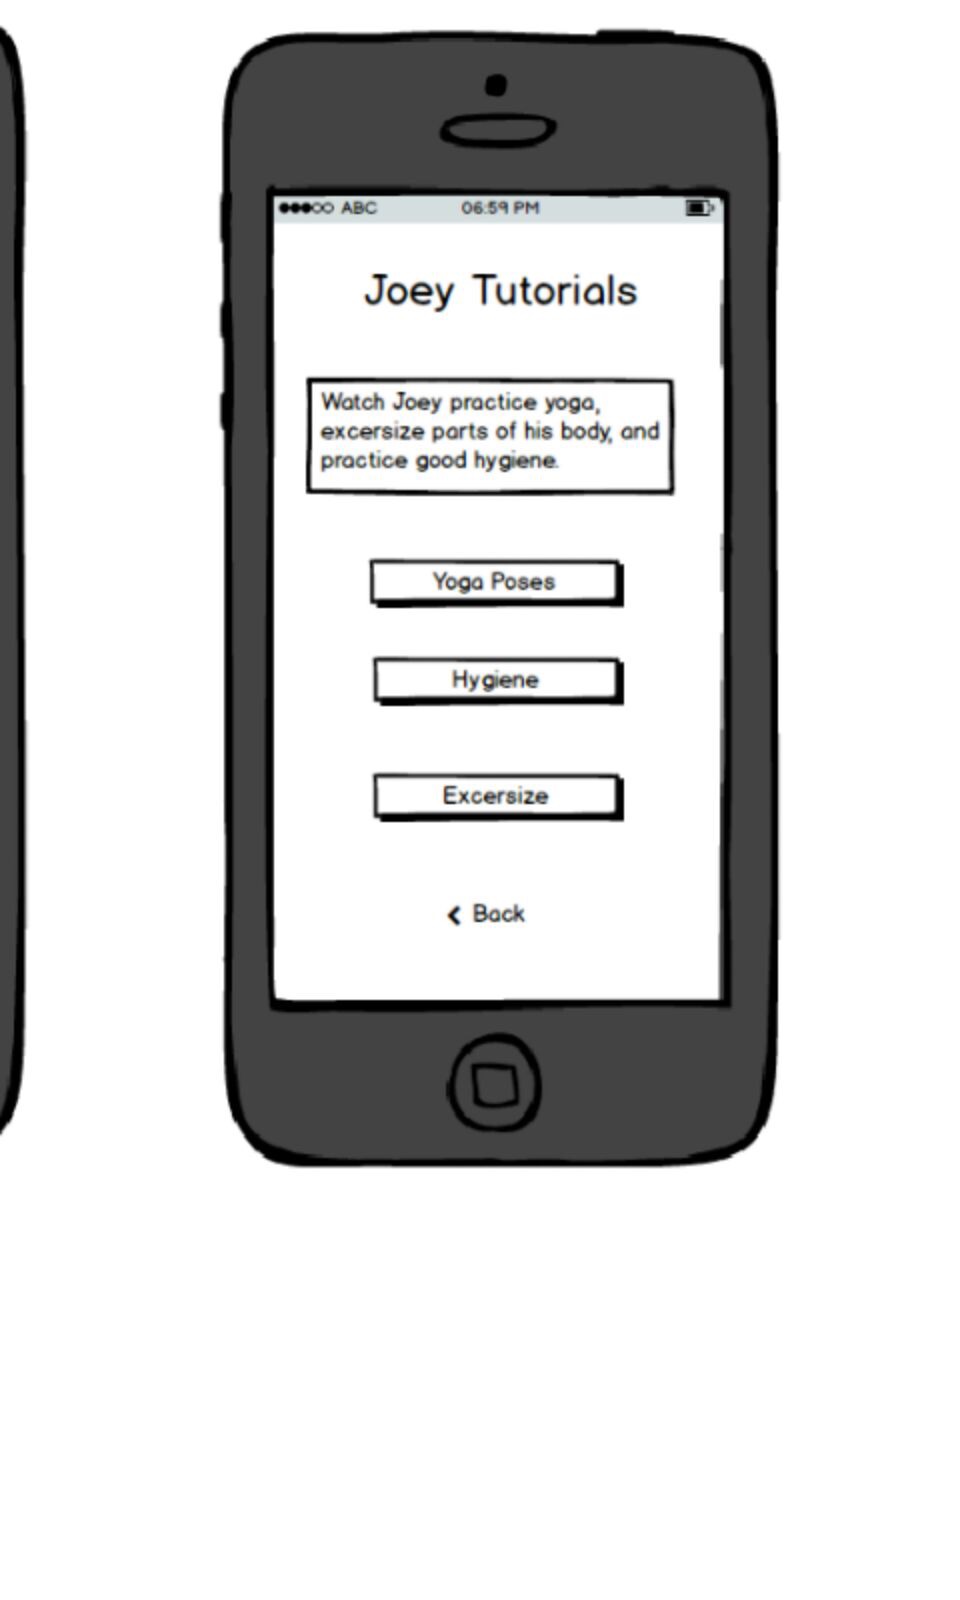 ABC 06:59 PM
Joey Tutorials
Watch Joey practice yoga,
excersize parts of his body, and
practice good hygiene.
Yoga Poses
Hygiene
Excersize
Back